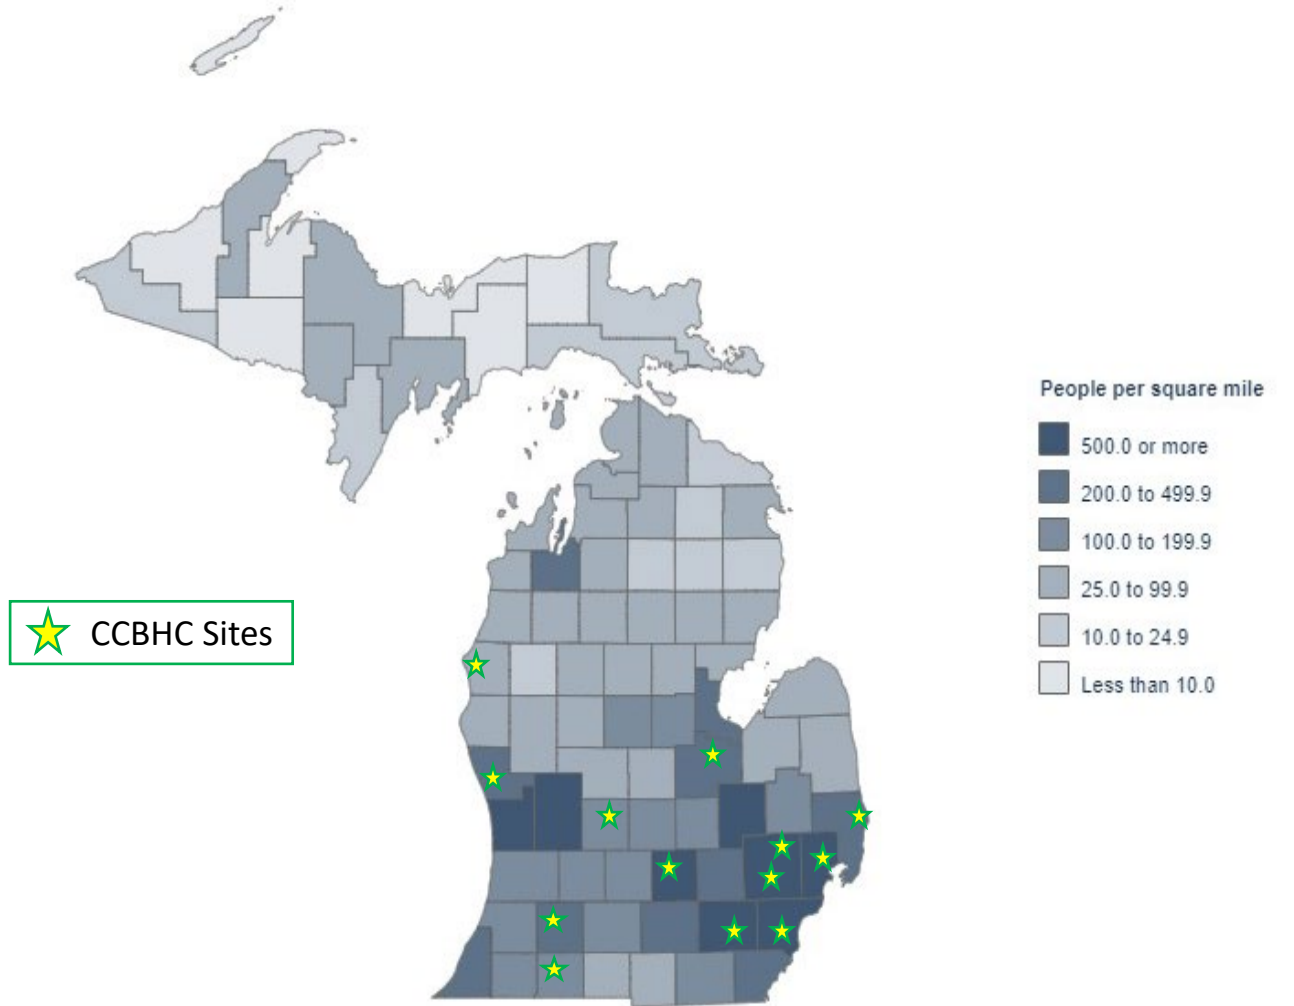 People per square mile
500.0 or more
200.0 to 499.9
100.0 to 199.9
25.0 to 99.9
10.0 to 24.9
Less than 10.0
CCBHC Sites